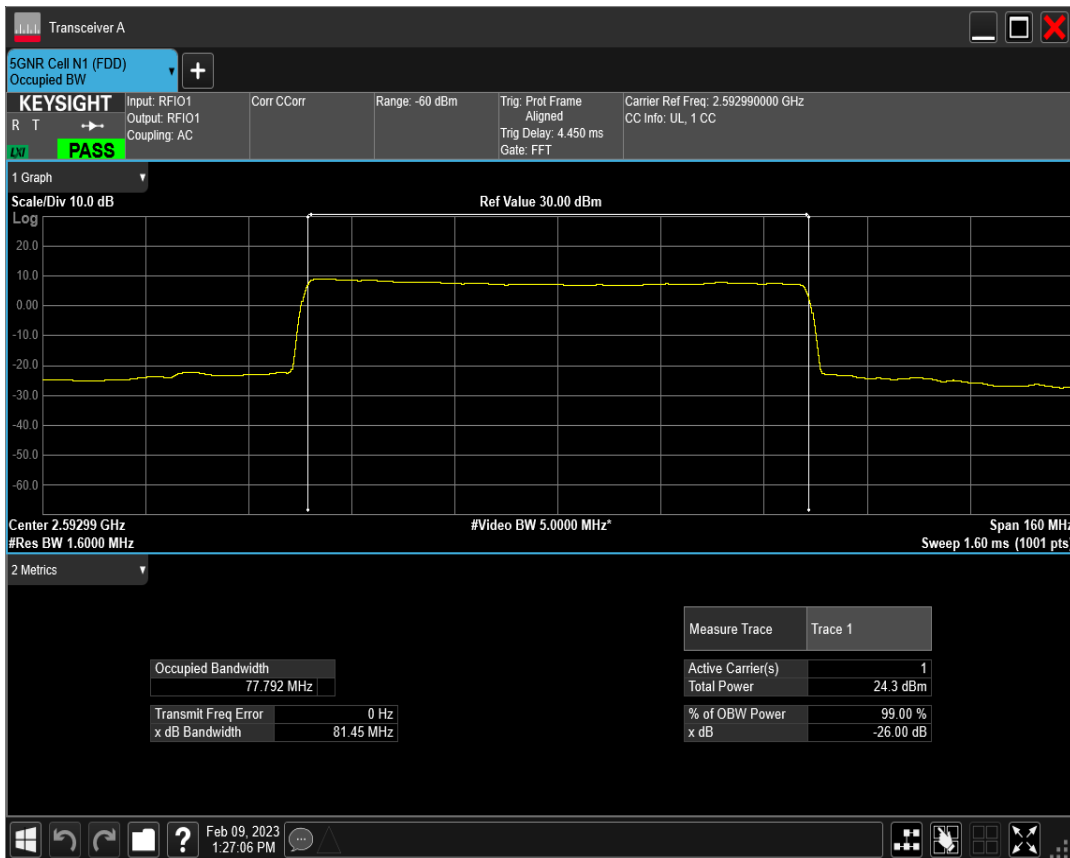 Transceiver A
5GNR Cell N1 (FDD)
Occupied BW
+
KEYSIGHT
R T
LXI
PASS
Input: RFIO1
Output: RFIO1
Coupling: AC
Corr CCorr
Range: -60 dBm
Trig: Prot Frame
Aligned
Trig Delay: 4.450 ms
Gate: FFT
Carrier Ref Freq: 2.592990000 GHz
CC Info: UL, 1 CC
1 Graph
Scale/Div 10.0 dB
Ref Value 30.00 dBm
Log
20.0
10.0
0.00
-10.0
-20.0
-30.0
-40.0
-50.0
-60.0
Center 2.59299 GHz
#Video BW 5.0000 MHz*
Span 160 MHz
#Res BW 1.6000 MHz
Sweep 1.60 ms (1001 pts)
2 Metrics
Measure Trace Trace 1
Occupied Bandwidth
77.792 MHz
Active Carrier(s) 1
Total Power 24.3 dBm
Transmit Freq Error 0 Hz
x dB Bandwidth 81.45 MHz
% of OBW Power 99.00 %
x dB -26.00 dB
?
Feb 09, 2023
1:27:06 PM